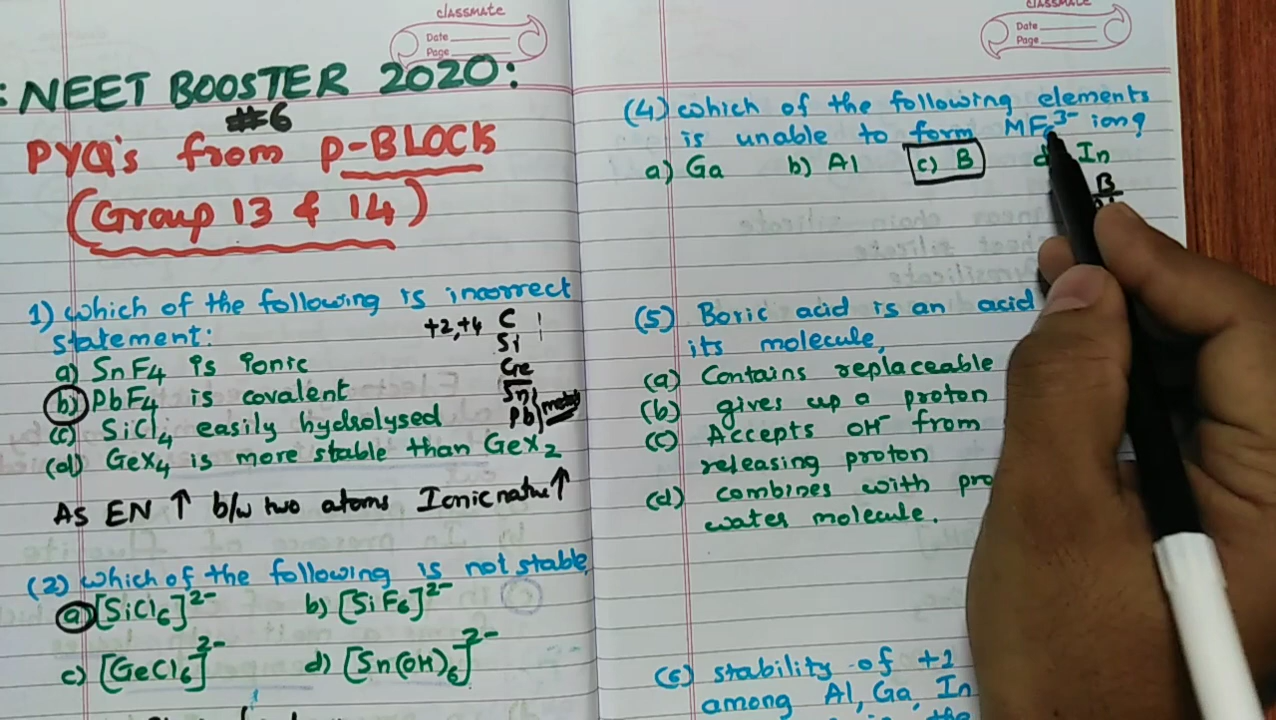 classmate
Date
Page
: NEET BOOSTER 2020:
#6
PYQ's from p-BLOCK
(Group 13 & 14)
1) which of the following is incorrect
statement:
+2,+4 C
Si
Ge
Sn
Pb
a) SnF4 is ionic
b) PbF4 is covalent
(c) SiCl4 easily hydrolysed
(d) GeX4 is more stable than GeX2
As EN ↑ b/w two atoms Ionic nature ↑
(2) which of the following is not stable
a) [SiCl6]2- b) [SiF6]2-
c) [GeCl6]2- d) [Sn(OH)6]2-
classmate
Date
Page
(4) which of the following elements
is unable to form MF 3- ion?
a) Ga b) Al c) B d In
B
(5) Boric acid is an acid
its molecule,
(a) Contains replaceable
(b) gives up a proton
(c) Accepts OH- from
releasing proton
(d) combines with
water molecule.
(6) stability of +1
among Al, Ga, In